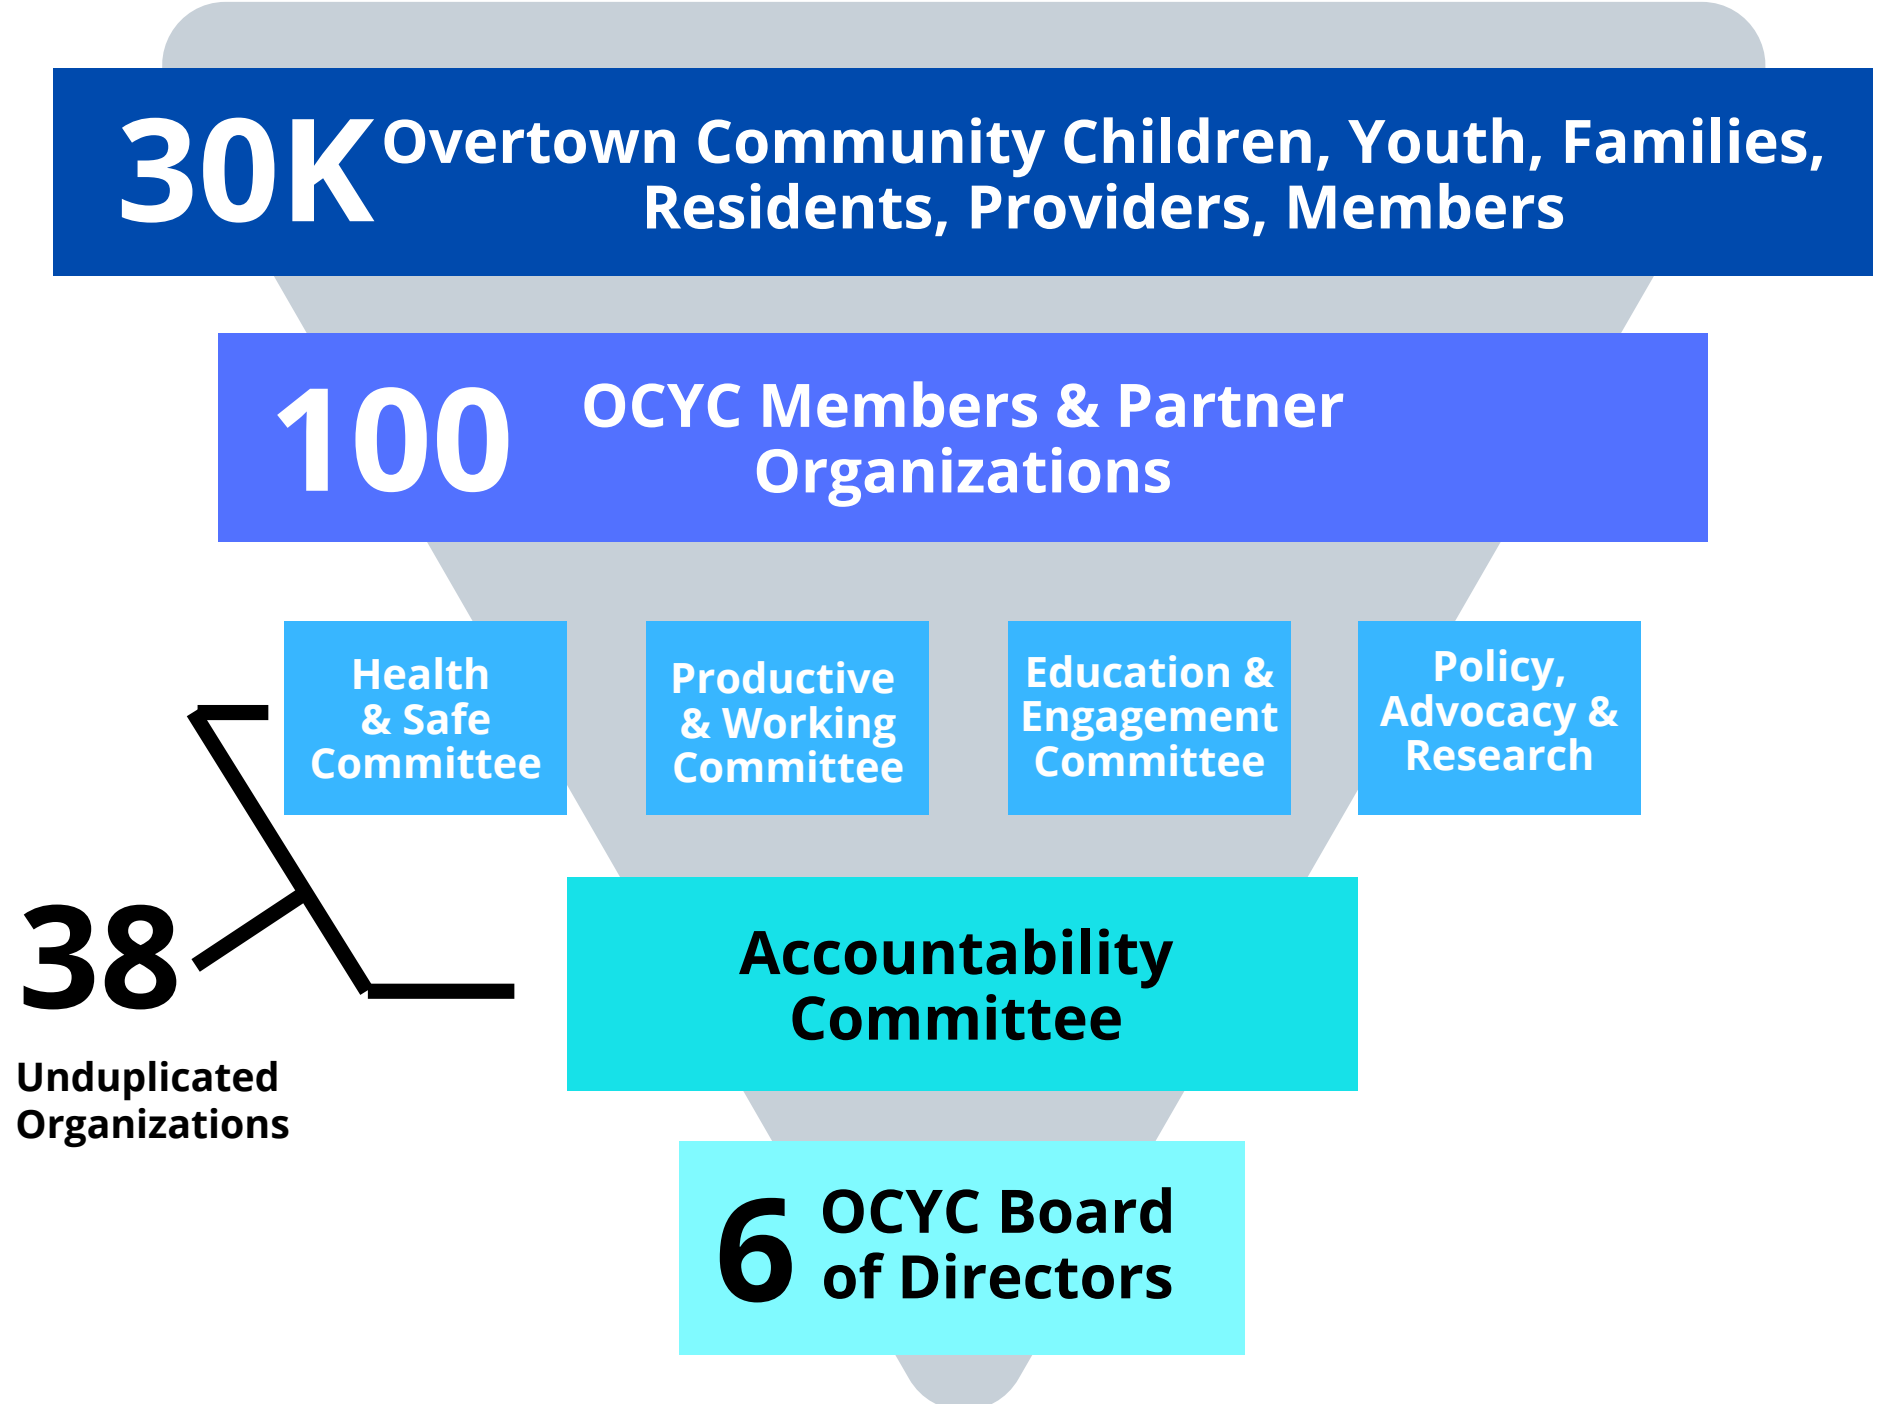 30K
Overtown Community Children, Youth, Families,
Residents, Providers, Members
100
OCYC Members & Partner
Organizations
Health
& Safe
Committee
Productive
& Working
Committee
Education &
Engagement
Committee
Policy,
Advocacy &
Research
38
Unduplicated
Organizations
Accountability
Committee
6
OCYC Board
of Directors